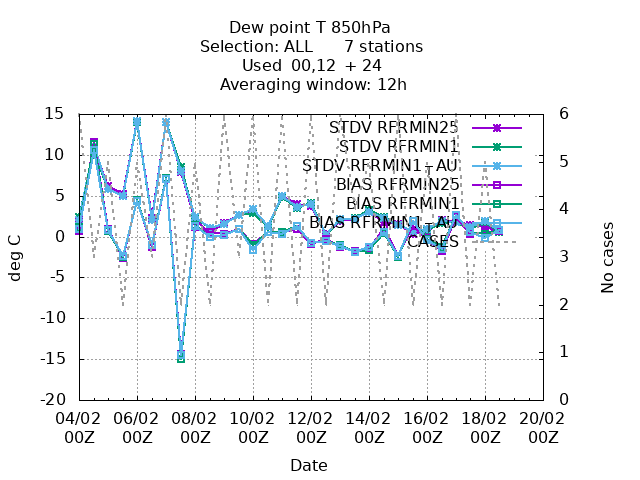 Dew point T 850hPa
Selection: ALL 7 stations
Used 00,12 + 24
Averaging window: 12h
15 6
STDV RFRMIN25
STDV RFRMIN1
10 5
STDV RFRMIN1-AU
BIAS RFRMIN25
5 4
BIAS RFRMIN1
BIAS RFRMIN1-AU
0 3
CASES
deg C
No cases
-5
-10 2
-15 1
-20 0
04/02 06/02 08/02 10/02 12/02 14/02 16/02 18/02 20/02
00Z 00Z 00Z 00Z 00Z 00Z 00Z 00Z 00Z
Date